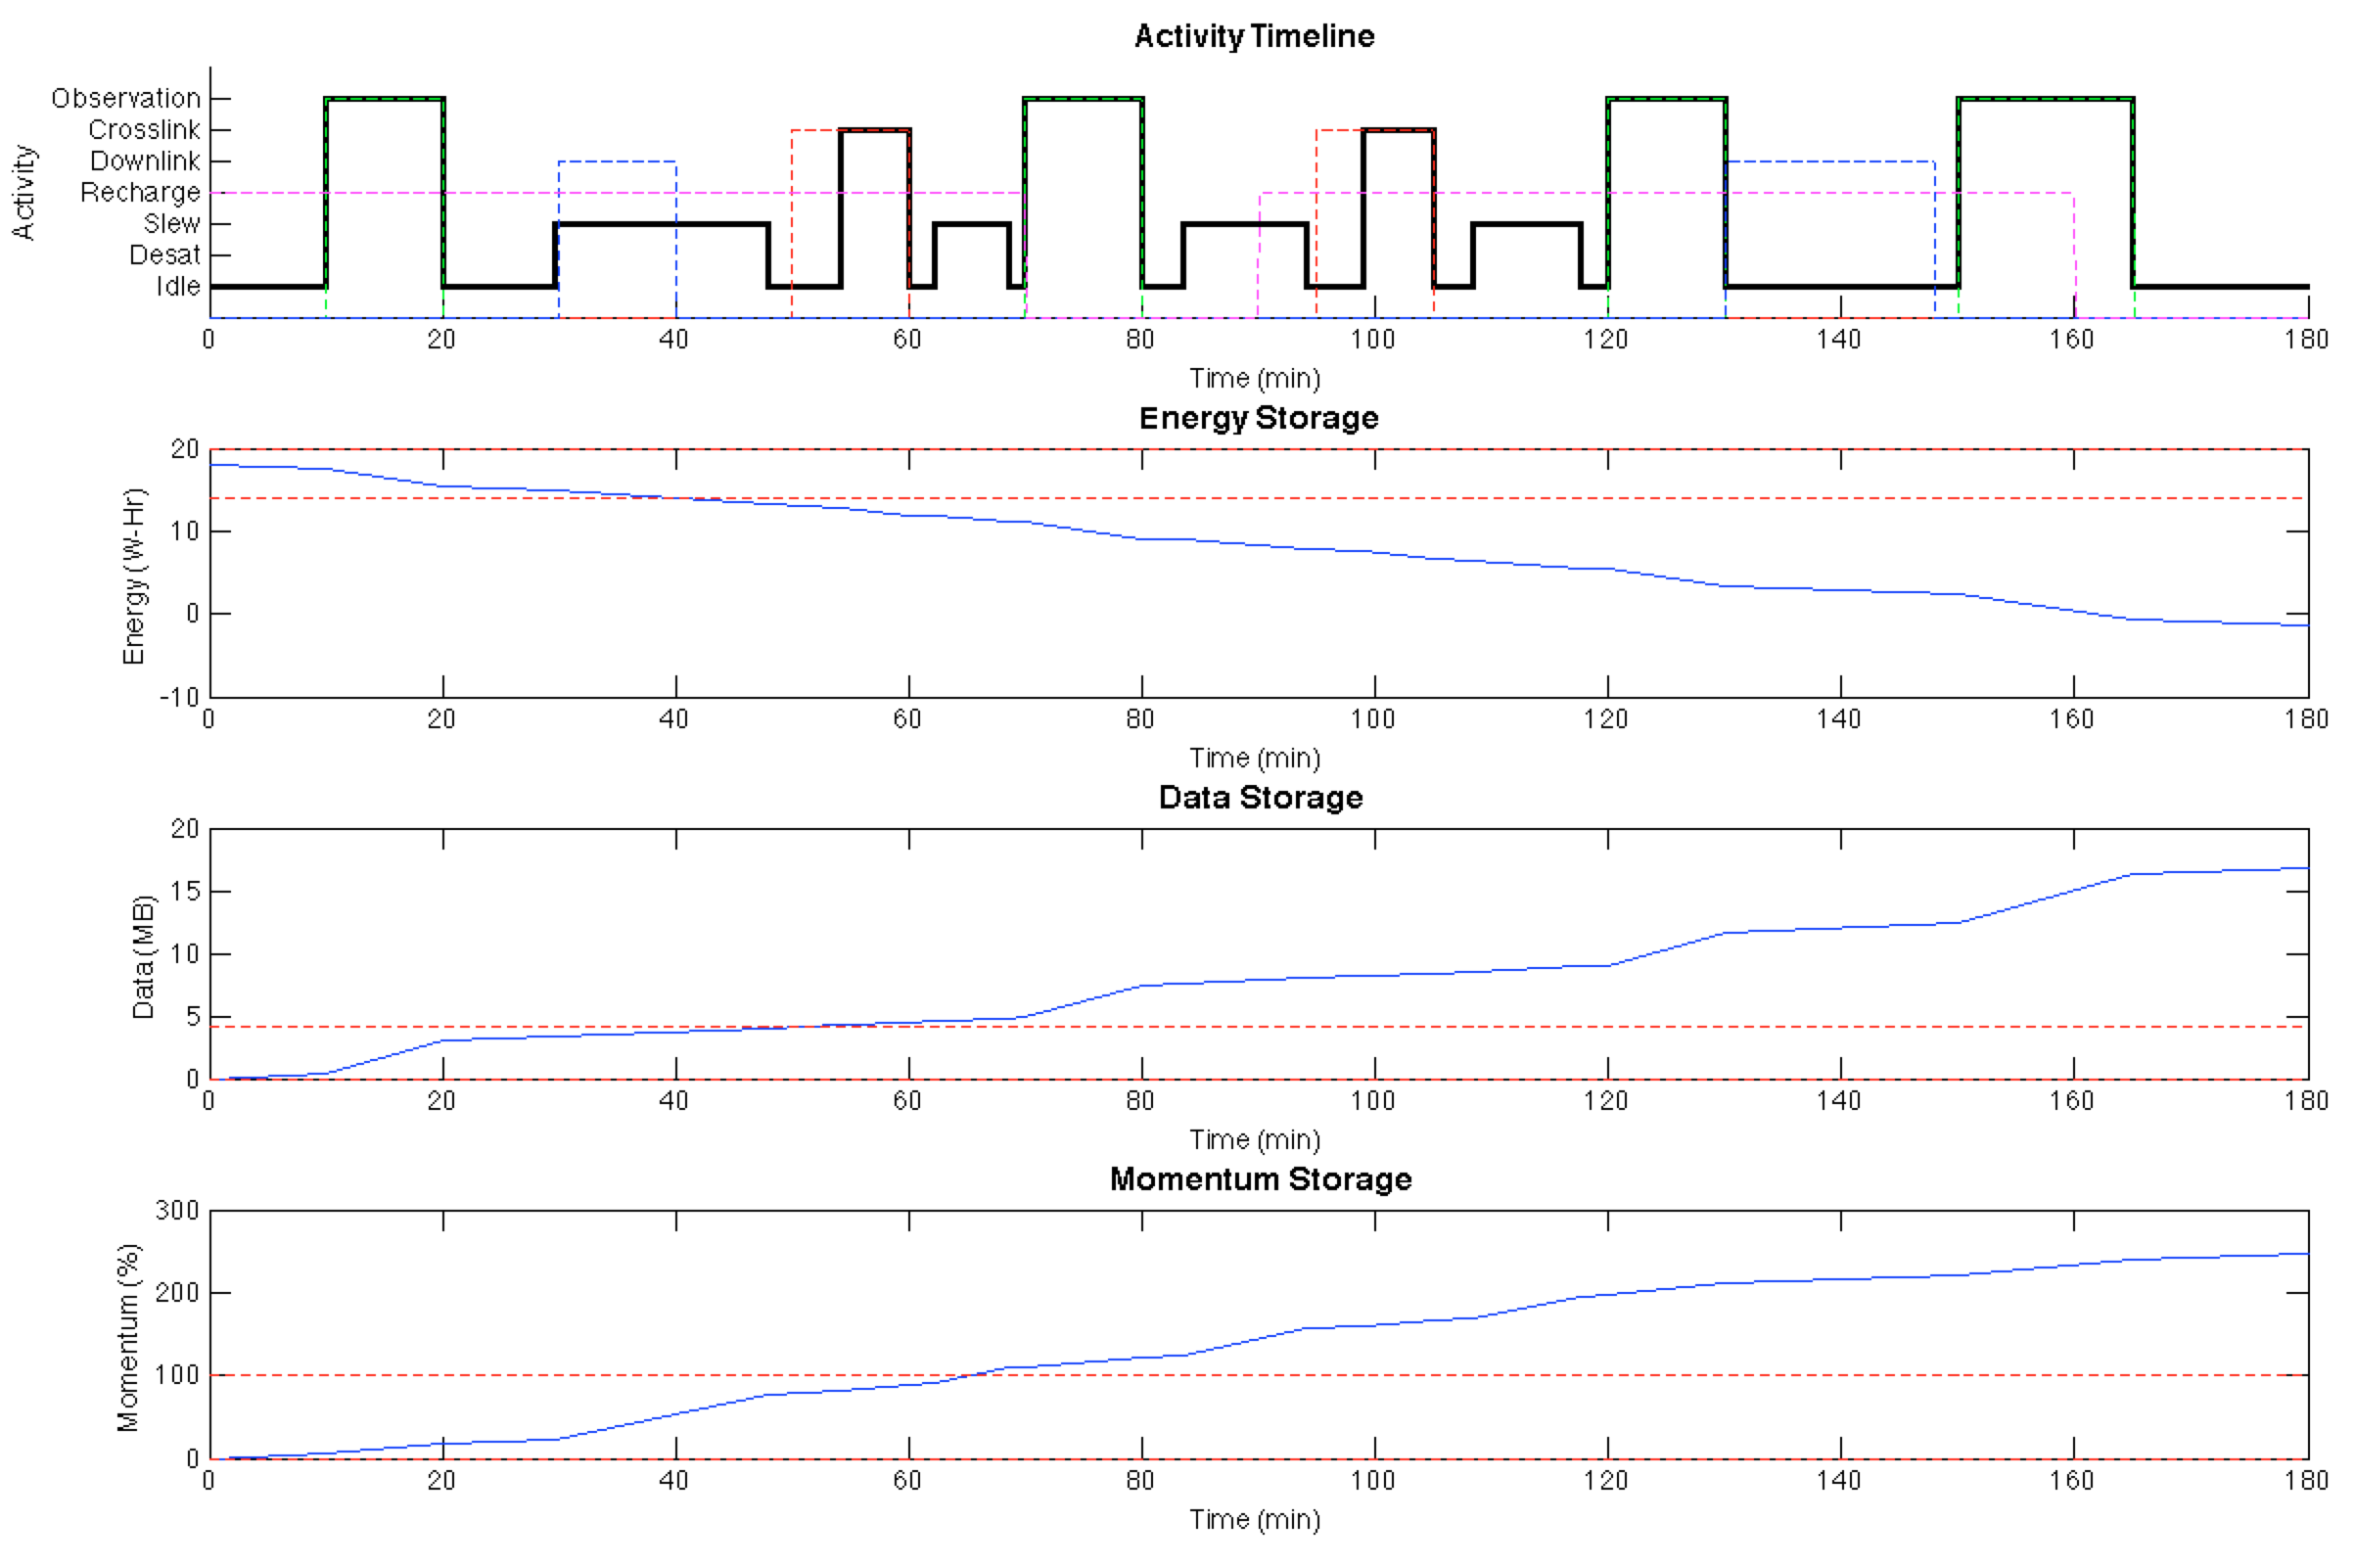 Activity Timeline
Activity
Observation
Crosslink
Downlink
Recharge
Slew
Desat
Idle
0 20 40 60 80 100 120 140 160 180
Time (min)
Energy Storage
Energy (W-Hr)
20
10
0
-10
0 20 40 60 80 100 120 140 160 180
Time (min)
Data Storage
Data (MB)
20
15
10
5
0
0 20 40 60 80 100 120 140 160 180
Time (min)
Momentum Storage
Momentum (%)
300
200
100
0
0 20 40 60 80 100 120 140 160 180
Time (min)